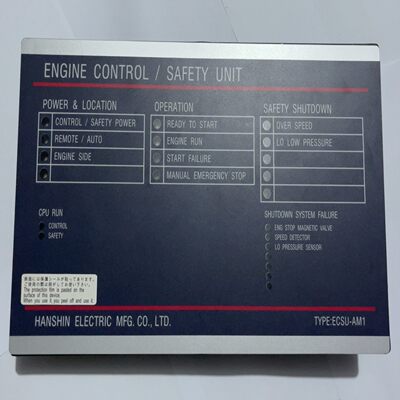 ENGINE CONTROL / SAFETY UNIT
POWER & LOCATION
CONTROL / SAFETY POWER
REMOTE / AUTO
ENGINE SIDE
OPERATION
READY TO START
ENGINE RUN
START FAILURE
MANUAL EMERGENCY STOP
SAFETY SHUTDOWN
OVER SPEED
LO LOW PRESSURE
CPU RUN
CONTROL
SAFETY
SHUTDOWN SYSTEM FAILURE
ENG STOP MAGNETIC VALVE
SPEED DETECTOR
LO PRESSURE SENSOR
The protection film is pasted on the
surface of this device.
When you use it, peel off and use it.
HANSHIN ELECTRIC MFG. CO., LTD.
TYPE:ECSU-AM1